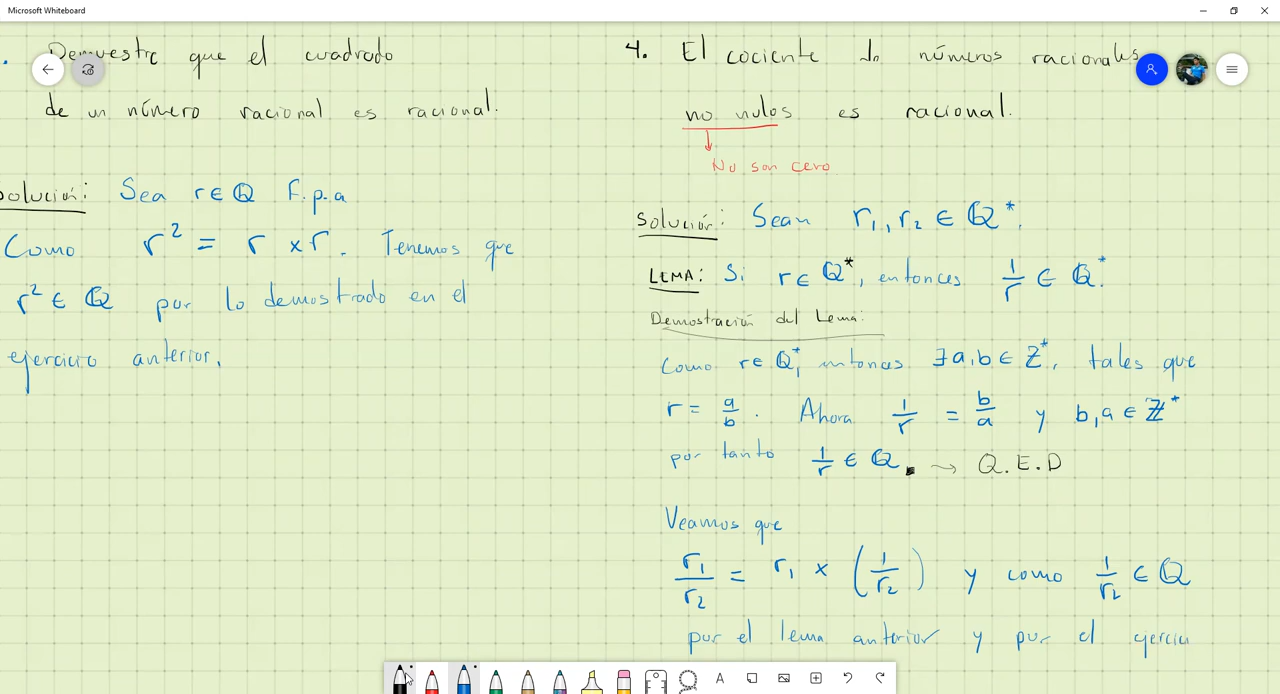 Microsoft Whiteboard
. Demuestre que el cuadrado
de un número racional es racional.
Solución: Sea r ∈ ℚ F.p.a
Como r² = r × r. Tenemos que
r² ∈ ℚ por lo demostrado en el
ejercicio anterior.
4. El cociente de números racionales
no nulos es racional.
No son cero
Solución: Sean r₁, r₂ ∈ ℚ*.
LEMA: Si r ∈ ℚ*, entonces 1/r ∈ ℚ*.
Demostración del Lema:
Como r ∈ ℚ*, entonces ∃ a, b ∈ ℤ*, tales que
r = a/b. Ahora 1/r = b/a y b, a ∈ ℤ*
por tanto 1/r ∈ ℚ. → Q.E.D
Veamos que
r₁/r₂ = r₁ × (1/r₂) y como 1/r₂ ∈ ℚ
por el lema anterior y por el ejercic
A